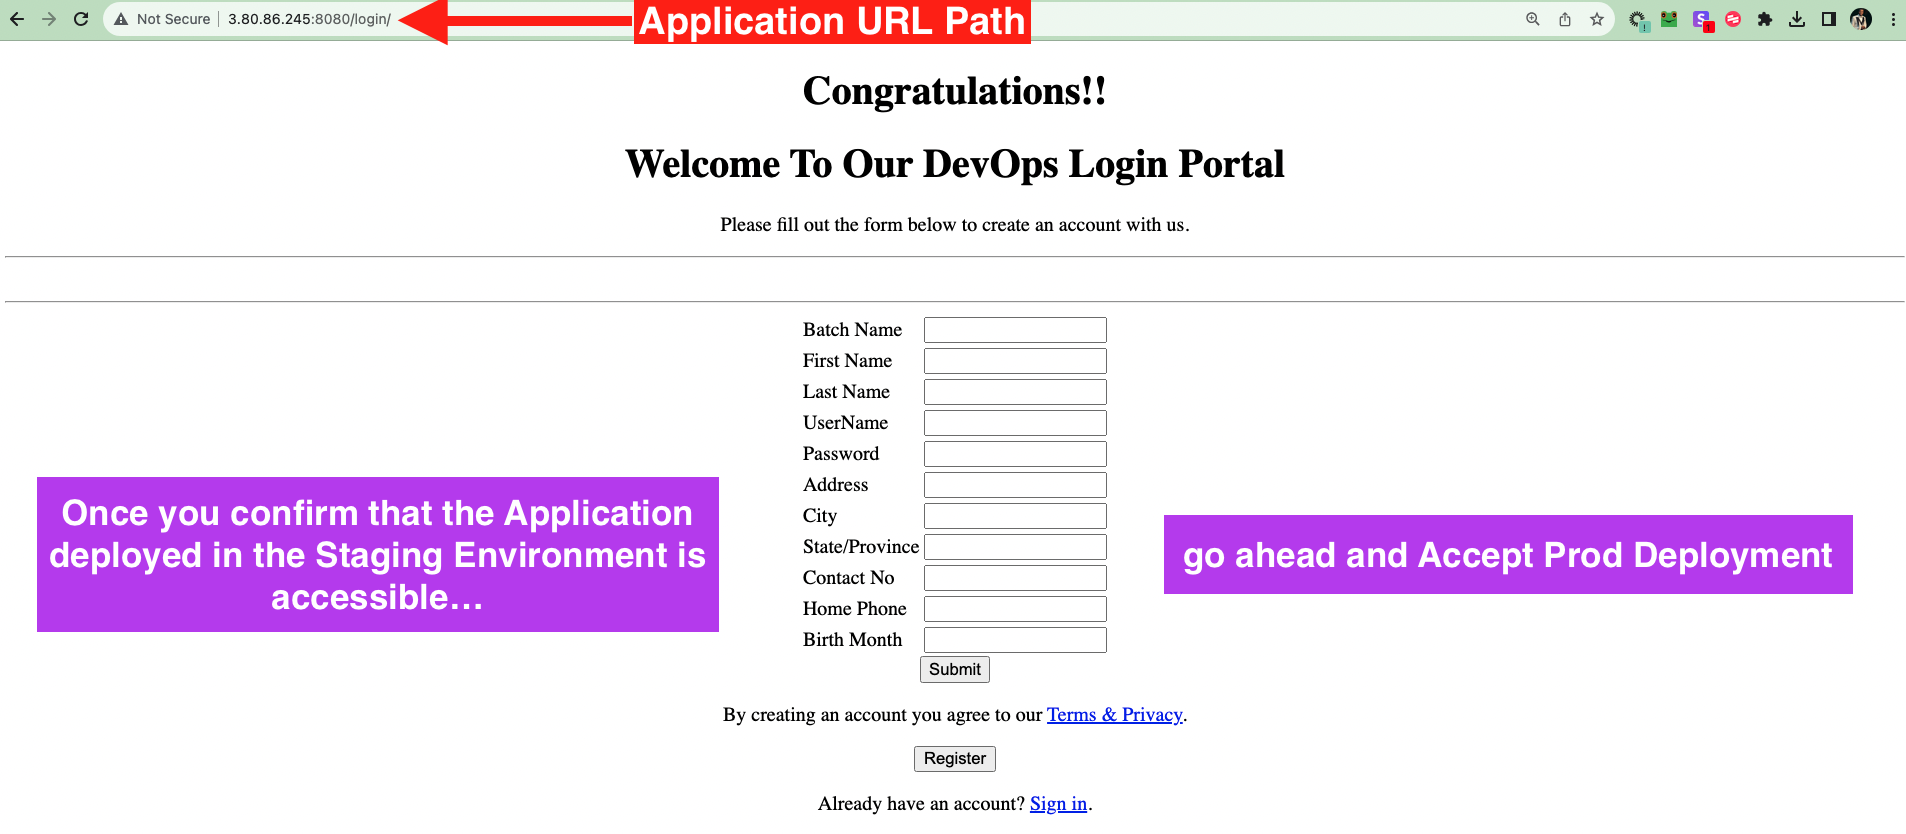 Not Secure 3.80.86.245:8080/login/
Application URL Path
Congratulations!!
Welcome To Our DevOps Login Portal
Please fill out the form below to create an account with us.
Batch Name
First Name
Last Name
UserName
Password
Address
City
State/Province
Contact No
Home Phone
Birth Month
Submit
Once you confirm that the Application
deployed in the Staging Environment is
accessible...
go ahead and Accept Prod Deployment
By creating an account you agree to our Terms & Privacy.
Register
Already have an account? Sign in.